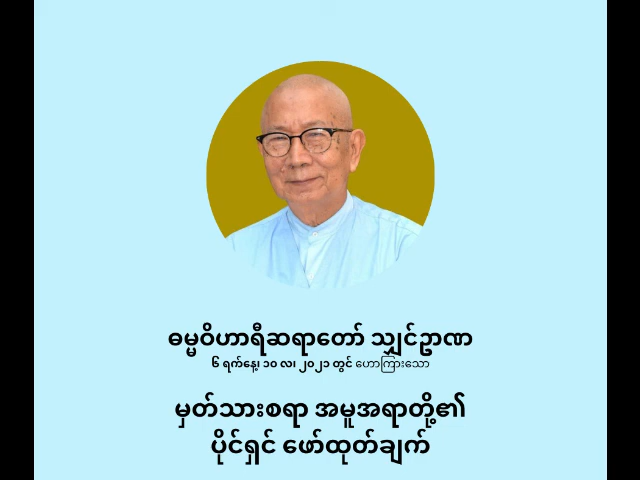 ဓမ္မဝိဟာရီဆရာတော် သျှင်ဥာဏ
၆ ရက်နေ့၊ ၁၀ လ၊ ၂၀၂၁ တွင် ဟောကြားသော
မှတ်သားစရာ အမူအရာတို့၏
ပိုင်ရှင် ဖော်ထုတ်ချက်